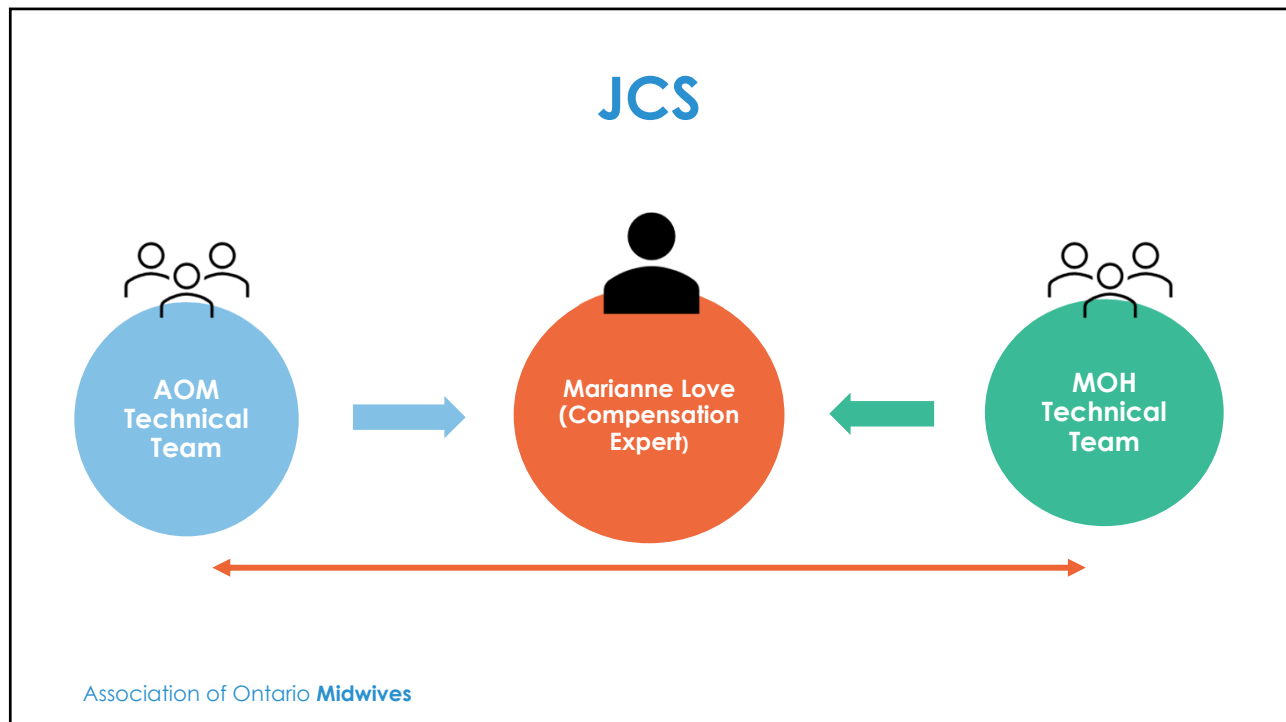 JCS
AOM
Technical
Team
Marianne Love
(Compensation
Expert)
MOH
Technical
Team
Association of Ontario Midwives